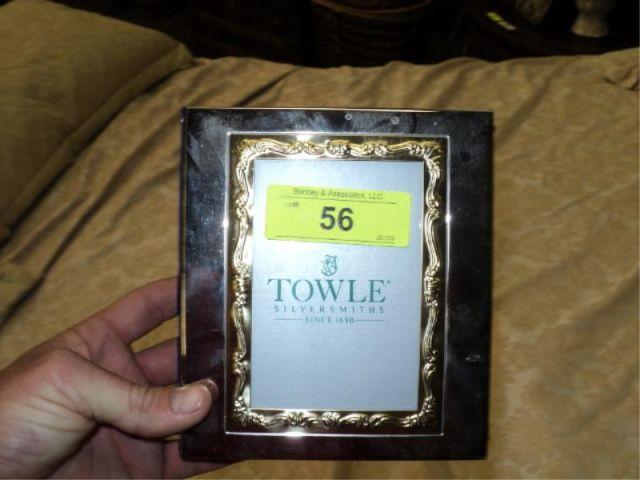 Bentley & Associates, LLC
56
TOWLE
SILVERSMITHS
SINCE 1690